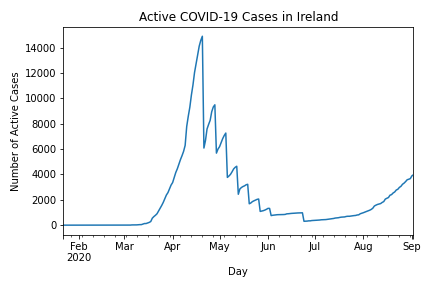 Active COVID-19 Cases in Ireland
Number of Active Cases
14000
12000
10000
8000
6000
4000
2000
0
Feb
2020
Mar
Apr
May
Jun
Jul
Aug
Sep
Day